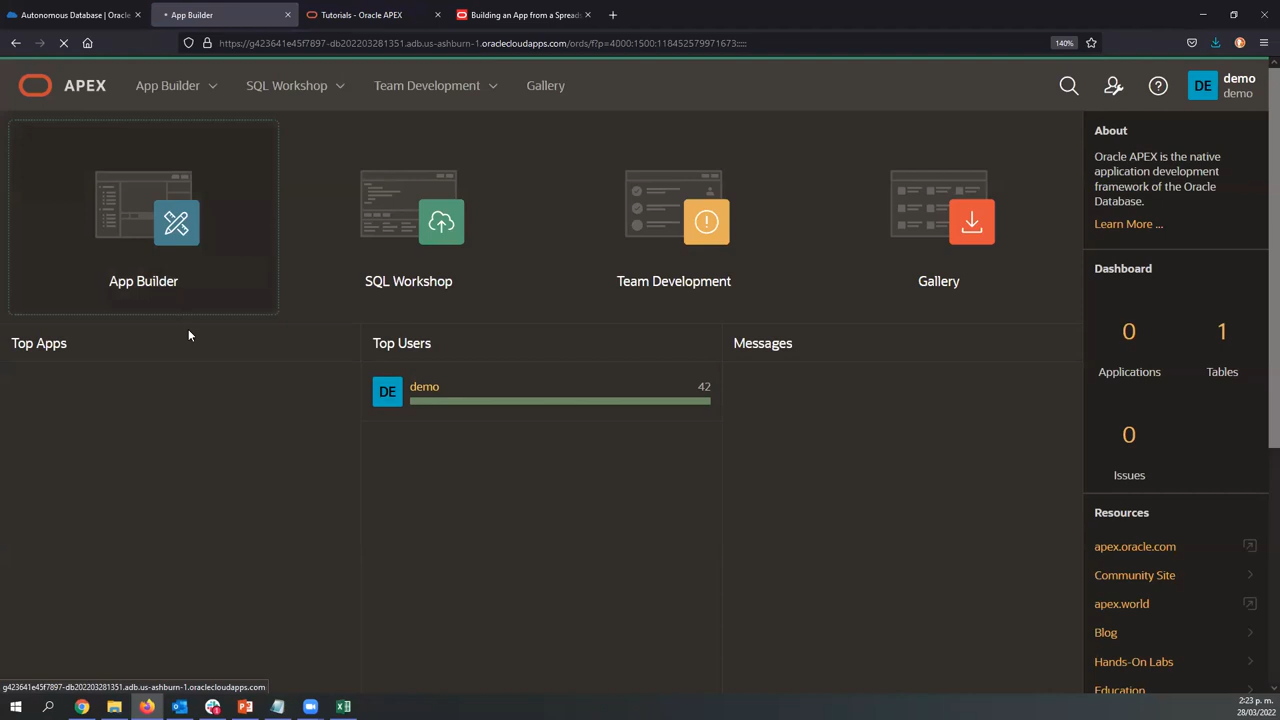 Autonomous Database | Oracle
App Builder
Tutorials - Oracle APEX
Building an App from a Spreads
https://g423641e45f7897-db202203281351.adb.us-ashburn-1.oraclecloudapps.com/ords/f?p=4000:1500:118452579971673:::::
140%
APEX
App Builder
SQL Workshop
Team Development
Gallery
DE
demo
demo
App Builder
SQL Workshop
Team Development
Gallery
About
Oracle APEX is the native
application development
framework of the Oracle
Database.
Learn More ...
Dashboard
0
1
Applications
Tables
0
Issues
Top Apps
Top Users
Messages
DE
demo
42
Resources
apex.oracle.com
Community Site
apex.world
Blog
Hands-On Labs
Education
g423641e45f7897-db202203281351.adb.us-ashburn-1.oraclecloudapps.com
2:23 p. m.
28/03/2022